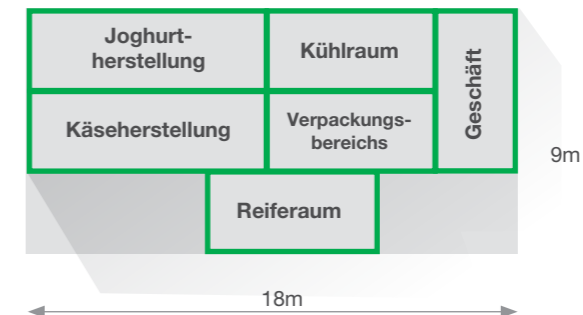 Joghurt-
herstellung
Kühlraum
Geschäft
Käseherstellung
Verpackungs-
bereichs
9m
Reiferaum
18m